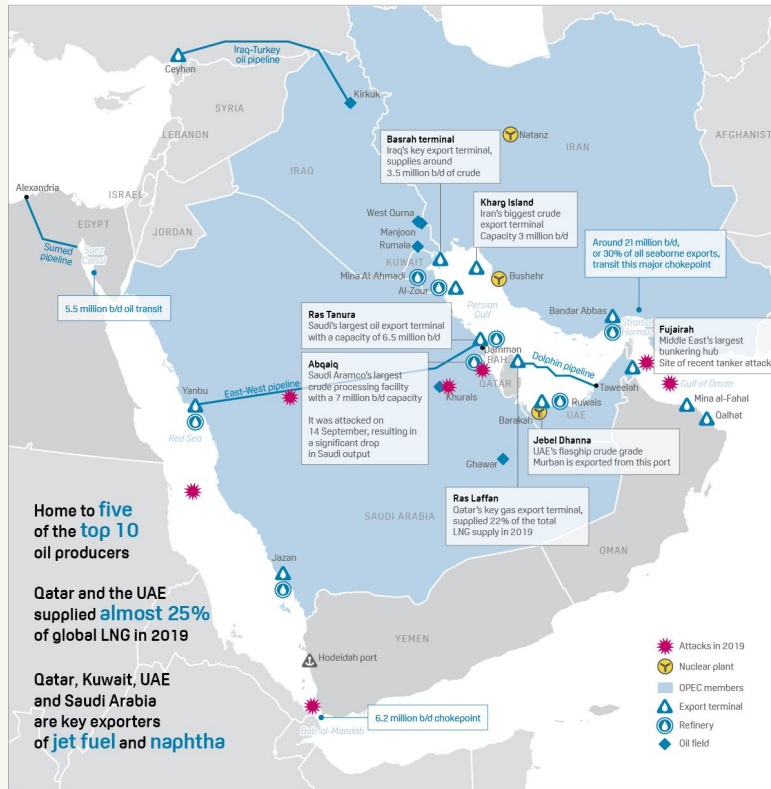 Iraq-Turkey
oil pipeline
Ceyhan
Kirkuk
SYRIA
LEBANON
Natanz
AFGHANIST
IRAN
IRAQ
Basrah terminal
Iraq's key export terminal,
supplies around
3.5 million b/d of crude
Alexandria
ISRAEL
EGYPT
JORDAN
Suez
Canal
Sumed
pipeline
5.5 million b/d oil transit
West Qurna
Manjoon
Rumala
KUWAIT
Mina Al Ahmadi
Al-Zour
Kharg Island
Iran's biggest crude
export terminal
Capacity 3 million b/d
Bushehr
Persian
Gulf
Around 21 million b/d,
or 30% of all seaborne exports,
transit this major chokepoint
Bandar Abbas
Strait of
Hormuz
Ras Tanura
Saudi's largest oil export terminal
with a capacity of 6.5 million b/d
Fujairah
Middle East's largest
bunkering hub
Site of recent tanker attack
Dammam
BAH.
QATAR
Dolphin pipeline
Taweelah
Gulf of Oman
Abqaiq
Saudi Aramco's largest
crude processing facility
with a 7 million b/d capacity
It was attacked on
14 September, resulting in
a significant drop
in Saudi output
Khurais
Yanbu
East-West pipeline
Red Sea
Ruwais
UAE
Barakah
Mina al-Fahal
Qalhat
Jebel Dhanna
UAE's flagship crude grade
Murban is exported from this port
Ghawar
Ras Laffan
Qatar's key gas export terminal,
supplied 22% of the total
LNG supply in 2019
SAUDI ARABIA
OMAN
Home to five
of the top 10
oil producers
Jazan
Qatar and the UAE
supplied almost 25%
of global LNG in 2019
YEMEN
Hodeidah port
Qatar, Kuwait, UAE
and Saudi Arabia
are key exporters
of jet fuel and naphtha
6.2 million b/d chokepoint
Bab-al-Mandab
Attacks in 2019
Nuclear plant
OPEC members
Export terminal
Refinery
Oil field